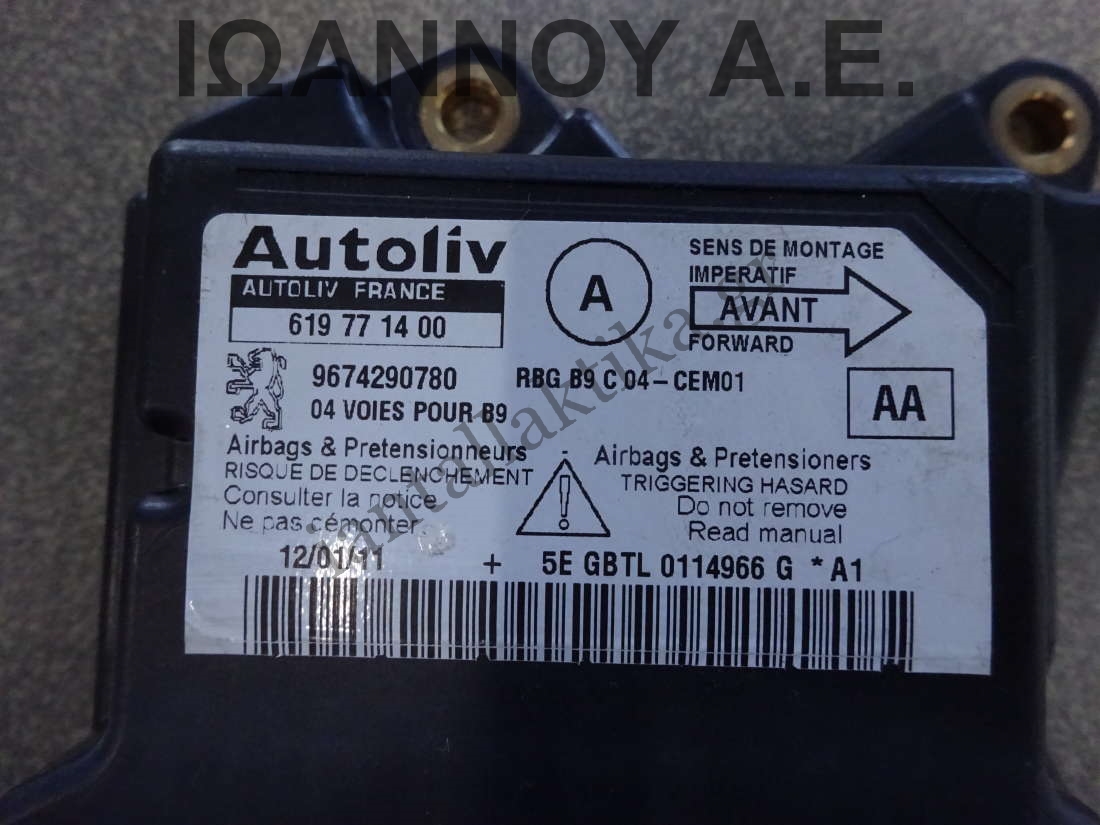 ΙΩΑΝΝΟΥ Α.Ε.
Autoliv
AUTOLIV FRANCE
619 77 14 00
A
SENS DE MONTAGE
IMPERATIF
AVANT
FORWARD
9674290780
RBG B9 C 04-CEM01
04 VOIES POUR B9
AA
Airbags & Pretensionneurs
RISQUE DE DECLENCHEMENT
Consulter la notice
Ne pas démonter
Airbags & Pretensioners
TRIGGERING HASARD
Do not remove
Read manual
12/01/11 + 5E GBTL 0114966 G * A1